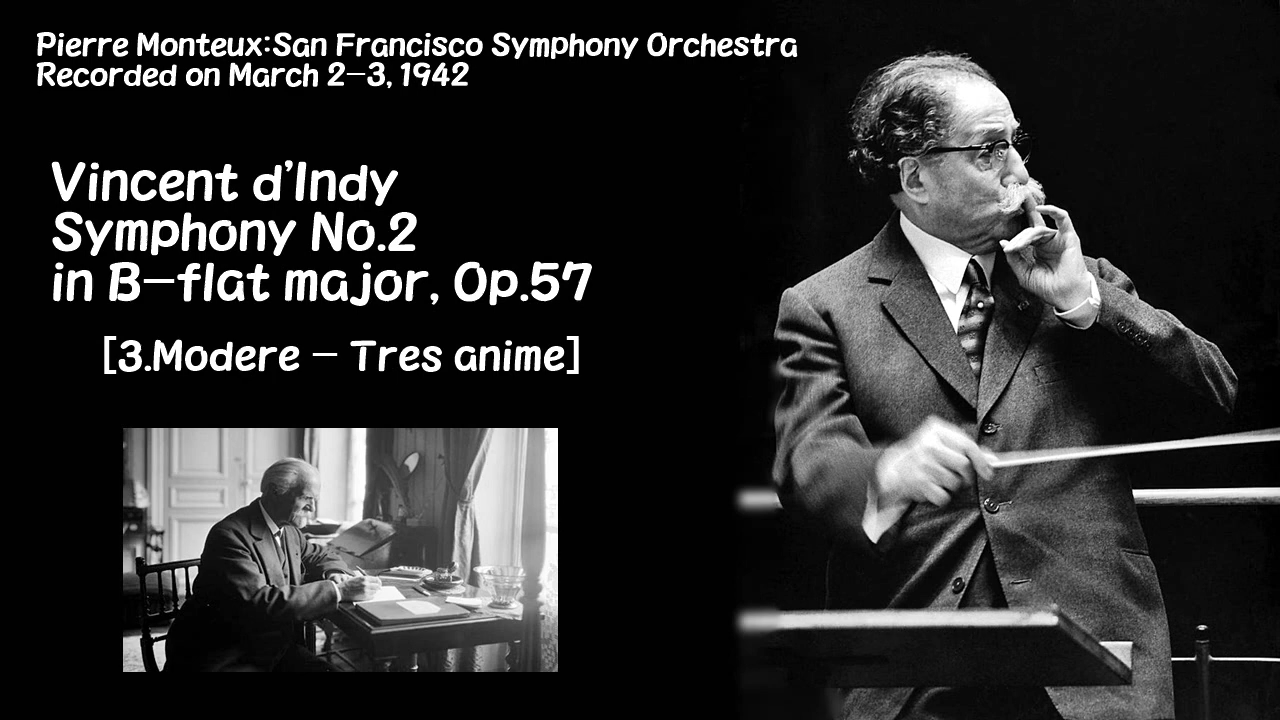 Pierre Monteux:San Francisco Symphony Orchestra
Recorded on March 2-3, 1942
Vincent d'Indy
Symphony No.2
in B-flat major, Op.57
[3.Modere - Tres anime]